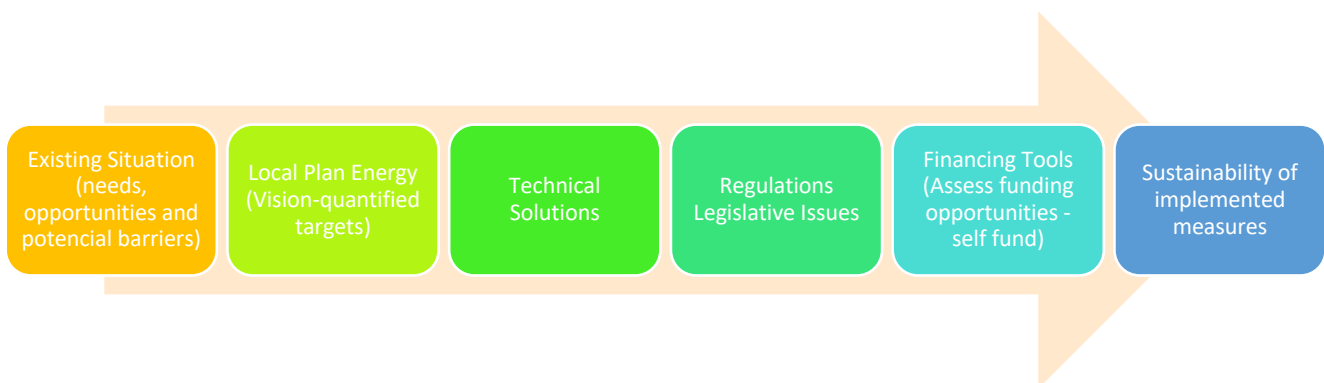 Existing Situation
(needs,
opportunities and
potencial barriers)
Local Plan Energy
(Vision-quantified
targets)
Technical
Solutions
Regulations
Legislative Issues
Financing Tools
(Assess funding
opportunities -
self fund)
Sustainability of
implemented
measures